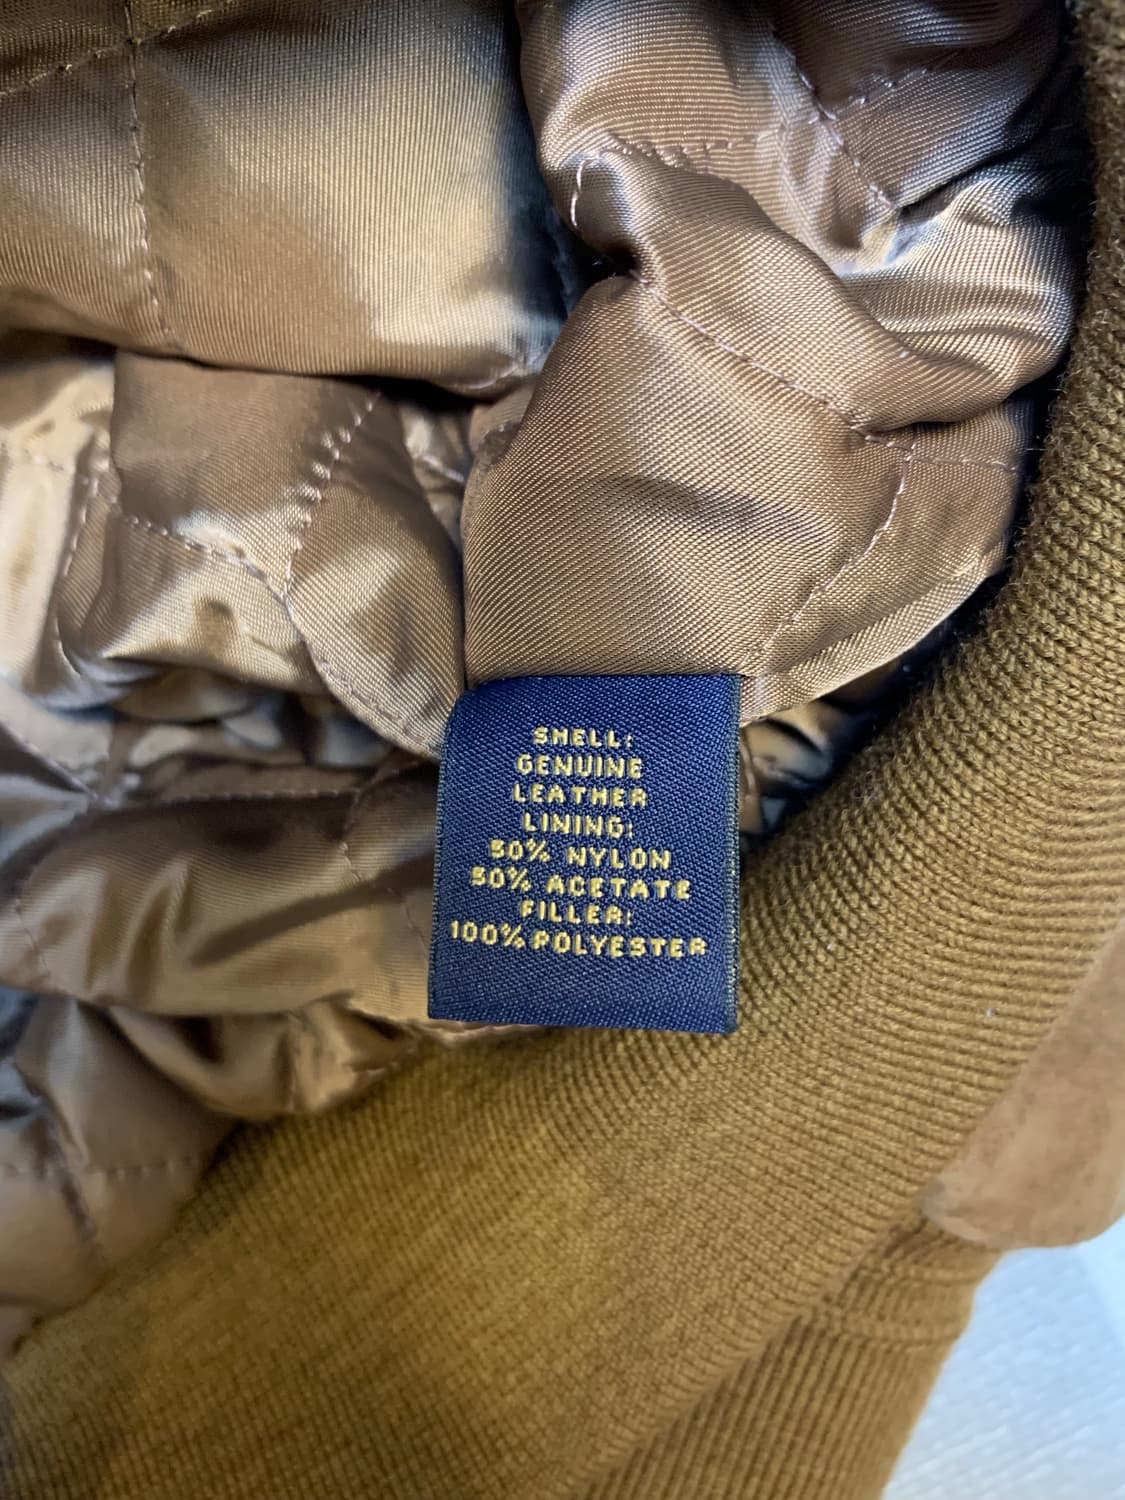 SHELL:
GENUINE
LEATHER
LINING:
50% NYLON
50% ACETATE
FILLER:
100% POLYESTER